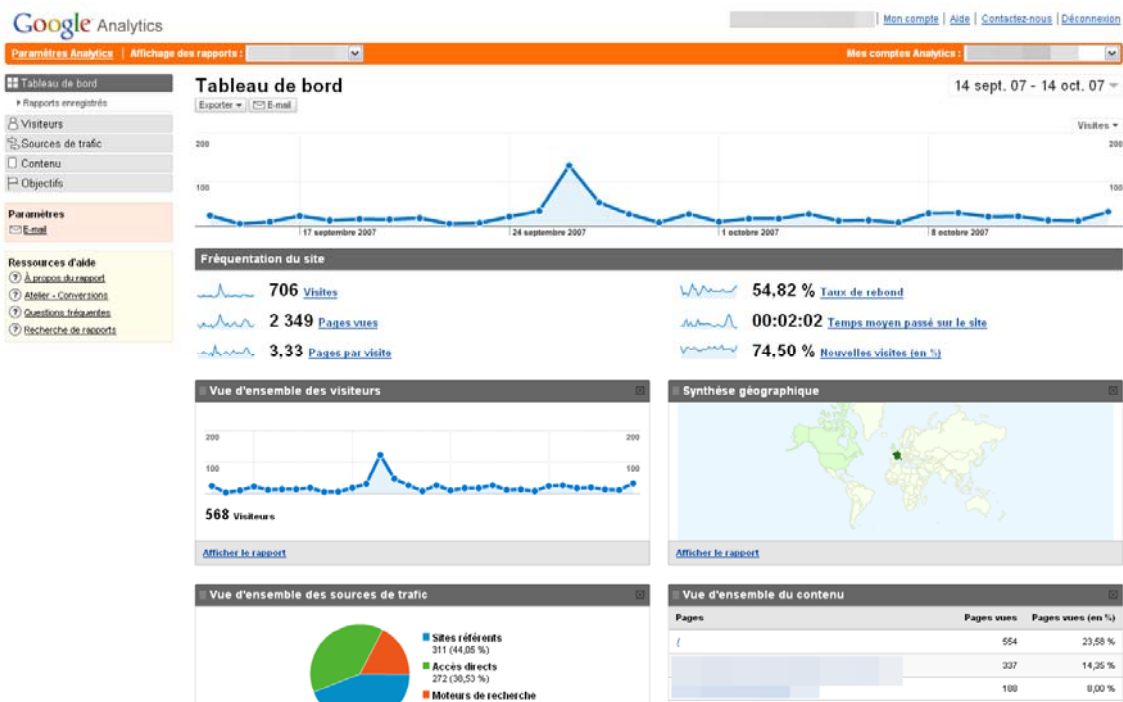 Google Analytics
Mon compte | Aide | Contactez-nous | Déconnexion
Paramètres Analytics | Affichage des rapports :
Mes comptes Analytics :
Tableau de bord
Rapports enregistrés
Visiteurs
Sources de trafic
Contenu
Objectifs
Paramètres
E-mail
Ressources d'aide
À propos du rapport
Atelier - Conversions
Questions fréquentes
Recherche de rapports
Tableau de bord
14 sept. 07 - 14 oct. 07
Exporter
E-mail
Visites
200
200
100
100
17 septembre 2007
24 septembre 2007
1 octobre 2007
8 octobre 2007
Fréquentation du site
706 Visites
2 349 Pages vues
3,33 Pages par visite
54,82 % Taux de rebond
00:02:02 Temps moyen passé sur le site
74,50 % Nouvelles visites (en %)
Vue d'ensemble des visiteurs
200
200
100
100
568 Visiteurs
Afficher le rapport
Synthèse géographique
Afficher le rapport
Vue d'ensemble des sources de trafic
Sites référents
311 (44,05 %)
Accès directs
272 (38,53 %)
Moteurs de recherche
Vue d'ensemble du contenu
Pages Pages vues Pages vues (en %)
554 23,58 %
337 14,35 %
188 8,00 %